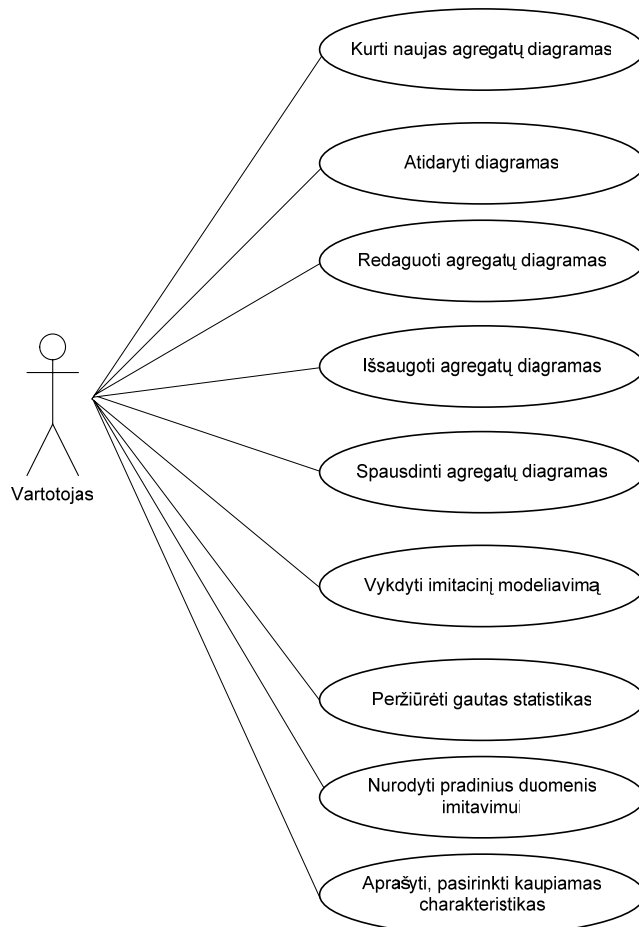 Kurti naujas agregatų diagramas
Atidaryti diagramas
Redaguoti agregatų diagramas
Išsaugoti agregatų diagramas
Spausdinti agregatų diagramas
Vartotojas
Vykdyti imitacinį modeliavimą
Peržiūrėti gautas statistikas
Nurodyti pradinius duomenis
imitavimui
Aprašyti, pasirinkti kaupiamas
charakteristikas